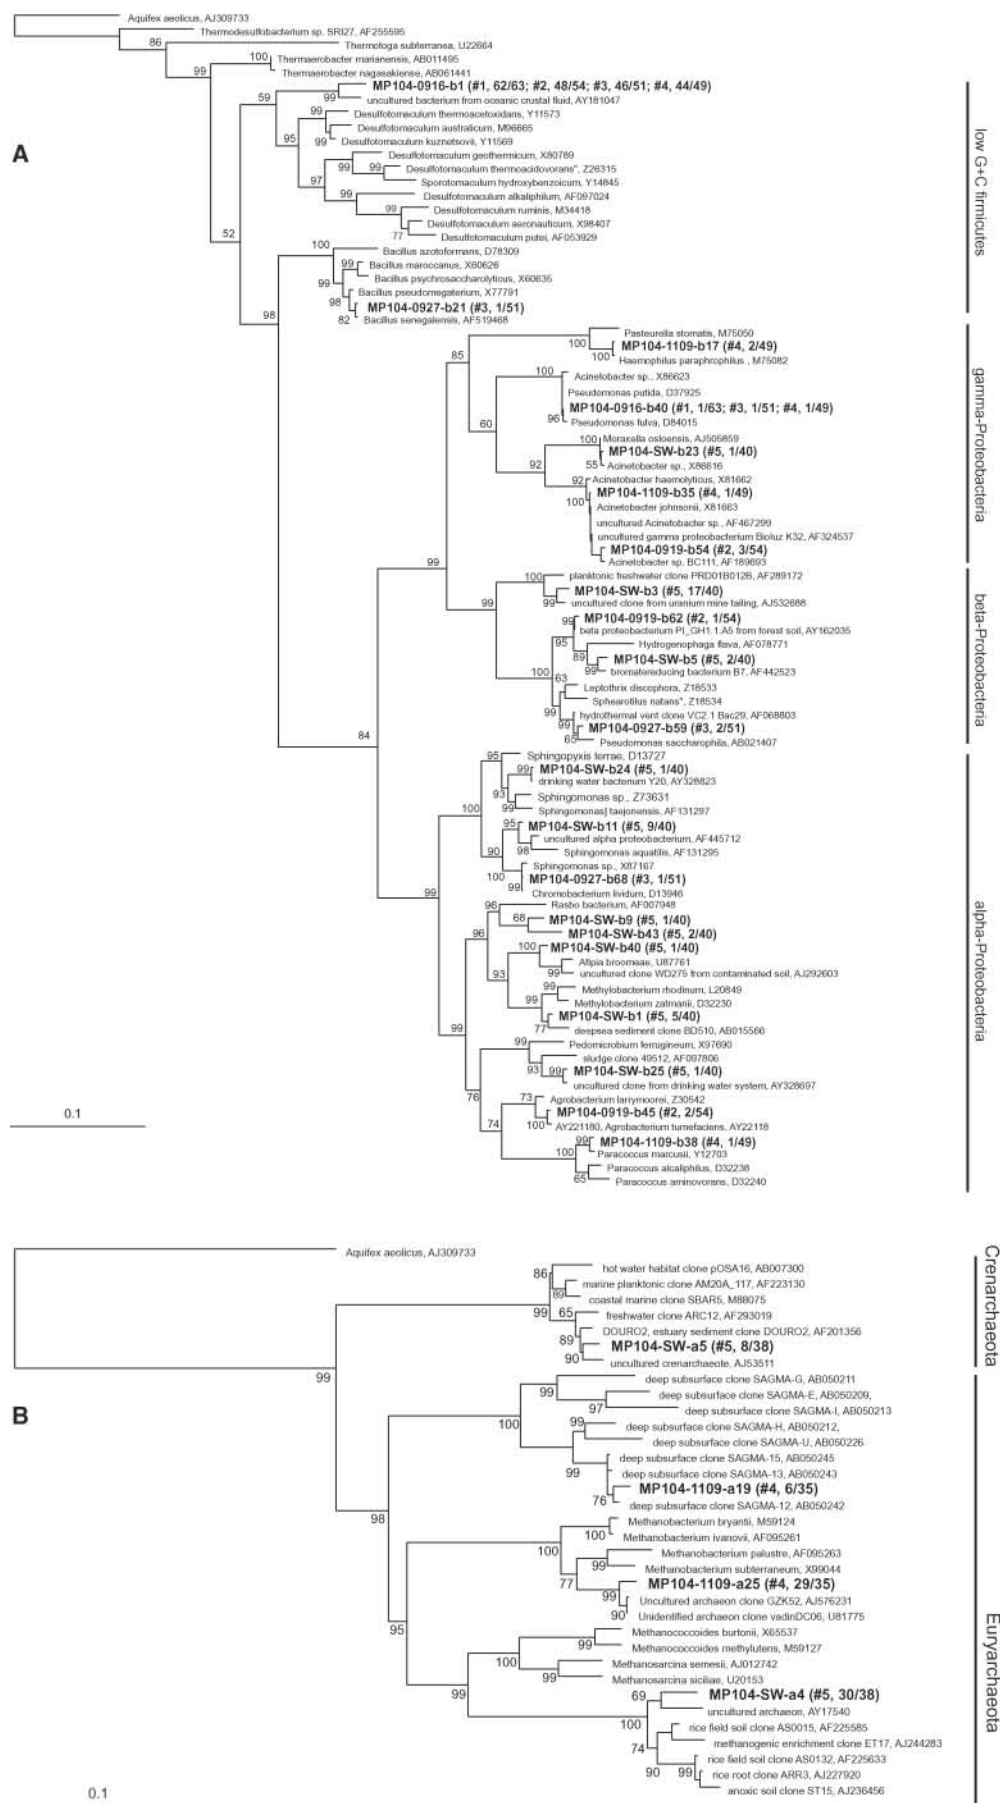 Aquifex aeolicus, AJ309733
Thermodesulfobacterium sp. SRI27, AF255595
86
Thermotoga subterranea, U22664
99
100
Thermaerobacter marianensis, AB011495
Thermaerobacter nagasakiense, AB061441
59
MP104-0916-b1 (#1, 62/63; #2, 48/54; #3, 46/51; #4, 44/49)
99
uncultured bacterium from oceanic crustal fluid, AY181047
99
Desulfotomaculum thermoacetoxidans, Y11573
Desulfotomaculum australicum, M96665
95
99
Desulfotomaculum kuznetsovii, Y11569
A
Desulfotomaculum geothermicum, X80789
99
99
Desulfotomaculum thermoacidovorans", Z26315
97
Sporotomaculum hydroxybenzoicum, Y14845
99
Desulfotomaculum alkaliphilum, AF097024
99
Desulfotomaculum ruminis, M34418
Desulfotomaculum aeronauticum, X98407
52
77
Desulfotomaculum putei, AF053929
100
Bacillus azotoformans, D78309
99
Bacillus maroccanus, X60626
99
Bacillus psychrosaccharolyticus, X60635
98
Bacillus pseudomegaterium, X77791
MP104-0927-b21 (#3, 1/51)
98
82
Bacillus senegalensis, AF519468
low G+C firmicutes
Pasteurella stomatis, M75050
100
MP104-1109-b17 (#4, 2/49)
85
100
Haemophilus paraphrophilus , M75082
100
Acinetobacter sp., X86623
Pseudomonas putida, D37925
MP104-0916-b40 (#1, 1/63; #3, 1/51; #4, 1/49)
60
96
Pseudomonas fulva, D84015
100
Moraxella osloensis, AJ505859
MP104-SW-b23 (#5, 1/40)
92
55
Acinetobacter sp., X86616
92
Acinetobacter haemolyticus, X81662
100
MP104-1109-b35 (#4, 1/49)
Acinetobacter johnsonii, X81663
uncultured Acinetobacter sp., AF467299
uncultured gamma proteobacterium Bioluz K32, AF324537
MP104-0919-b54 (#2, 3/54)
99
Acinetobacter sp. BC111, AF189693
gamma-Proteobacteria
100
planktonic freshwater clone PRD01B012B, AF289172
MP104-SW-b3 (#5, 17/40)
99
99
uncultured clone from uranium mine tailing, AJ532688
99
MP104-0919-b62 (#2, 1/54)
beta proteobacterium PI_GH1.1.A5 from forest soil, AY162035
95
Hydrogenophaga flava, AF078771
89
MP104-SW-b5 (#5, 2/40)
100
99
bromatereducing bacterium B7, AF442523
63
Leptothrix discophora, Z18533
Sphearotilus natans", Z18534
99
hydrothermal vent clone VC2.1 Bac29, AF068803
99
MP104-0927-b59 (#3, 2/51)
84
65
Pseudomonas saccharophila, AB021407
beta-Proteobacteria
95
Sphingopyxis terrae, D13727
99
MP104-SW-b24 (#5, 1/40)
drinking water bacterium Y20, AY328823
93
Sphingomonas sp., Z73631
100
99
Sphingomonas] taejonensis, AF131297
95
MP104-SW-b11 (#5, 9/40)
uncultured alpha proteobacterium, AF445712
90
98
Sphingomonas aquatilis, AF131295
Sphingomonas sp., X87167
100
MP104-0927-b68 (#3, 1/51)
99
99
Chromobacterium lividum, D13946
96
Rasbo bacterium, AF007948
68
MP104-SW-b9 (#5, 1/40)
96
MP104-SW-b43 (#5, 2/40)
100
MP104-SW-b40 (#5, 1/40)
Afipia broomeae, U87761
93
99
uncultured clone WD275 from contaminated soil, AJ292603
99
Methylobacterium rhodinum, L20849
99
Methylobacterium zatmanii, D32230
MP104-SW-b1 (#5, 5/40)
99
77
deepsea sediment clone BD510, AB015566
99
Pedomicrobium ferrugineum, X97690
sludge clone 49512, AF097806
93
99
MP104-SW-b25 (#5, 1/40)
uncultured clone from drinking water system, AY328697
76
73
Agrobacterium larrymoorei, Z30542
MP104-0919-b45 (#2, 2/54)
74
100
AY221180, Agrobacterium tumefaciens, AY22118
99
MP104-1109-b38 (#4, 1/49)
100
Paracoccus marcusii, Y12703
Paracoccus alcaliphilus, D32238
65
Paracoccus aminovorans, D32240
alpha-Proteobacteria
0.1
Aquifex aeolicus, AJ309733
hot water habitat clone pOSA16, AB007300
86
marine planktonic clone AM20A_117, AF223130
89
coastal marine clone SBAR5, M88075
99
65
freshwater clone ARC12, AF293019
DOURO2, estuary sediment clone DOURO2, AF201356
89
MP104-SW-a5 (#5, 8/38)
90
uncultured crenarchaeote, AJ53511
Crenarchaeota
99
deep subsurface clone SAGMA-G, AB050211
99
deep subsurface clone SAGMA-E, AB050209,
97
deep subsurface clone SAGMA-I, AB050213
B
100
99
deep subsurface clone SAGMA-H, AB050212,
deep subsurface clone SAGMA-U, AB050226
deep subsurface clone SAGMA-15, AB050245
99
deep subsurface clone SAGMA-13, AB050243
MP104-1109-a19 (#4, 6/35)
76
deep subsurface clone SAGMA-12, AB050242
98
Methanobacterium bryantii, M59124
100
Methanobacterium ivanovii, AF095261
100
Methanobacterium palustre, AF095263
99
Methanobacterium subterraneum, X99044
77
MP104-1109-a25 (#4, 29/35)
99
Uncultured archaeon clone GZK52, AJ576231
90
Unidentified archaeon clone vadinDC06, U81775
95
Methanococcoides burtonii, X65537
99
Methanococcoides methylutens, M59127
100
Methanosarcina semesii, AJ012742
99
Methanosarcina siciliae, U20153
99
69
MP104-SW-a4 (#5, 30/38)
uncultured archaeon, AY17540
100
rice field soil clone AS0015, AF225585
74
methanogenic enrichment clone ET17, AJ244283
rice field soil clone AS0132, AF225633
90
99
rice root clone ARR3, AJ227920
anoxic soil clone ST15, AJ236456
Euryarchaeota
0.1